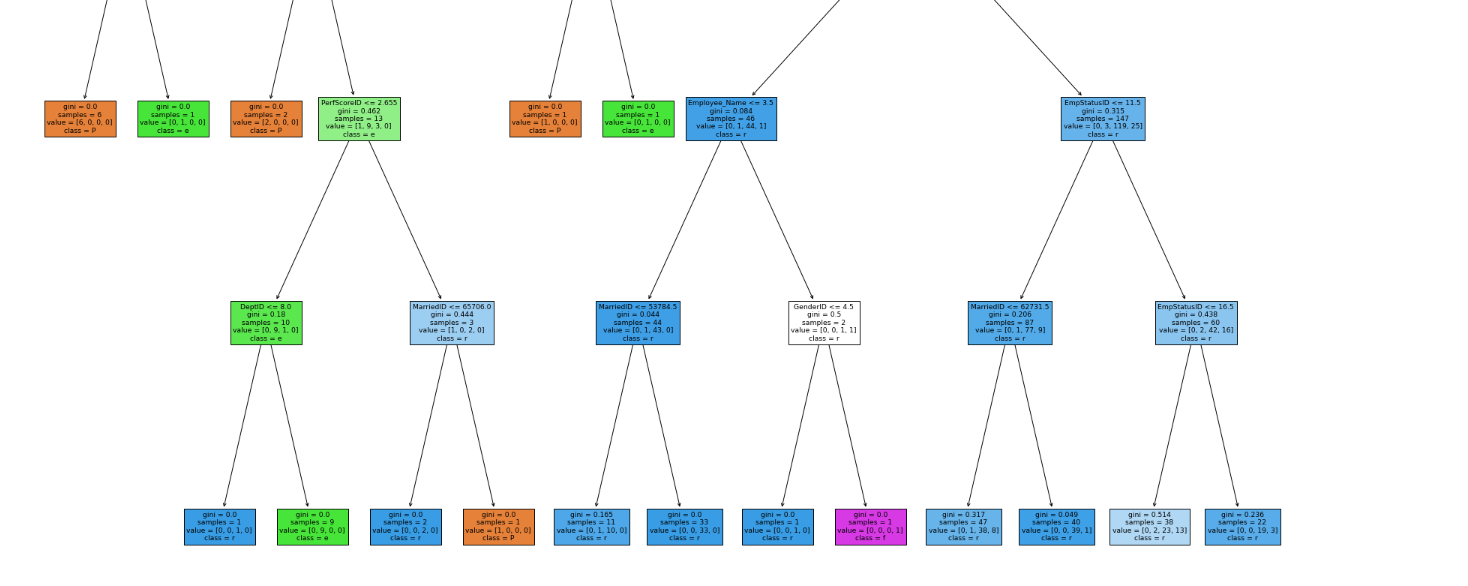 gini = 0.0
samples = 6
value = [6, 0, 0, 0]
class = P
gini = 0.0
samples = 1
value = [0, 1, 0, 0]
class = e
gini = 0.0
samples = 2
value = [2, 0, 0, 0]
class = P
PerfScoreID <= 2.655
gini = 0.462
samples = 13
value = [1, 9, 3, 0]
class = e
gini = 0.0
samples = 1
value = [1, 0, 0, 0]
class = P
gini = 0.0
samples = 1
value = [0, 1, 0, 0]
class = e
Employee_Name <= 3.5
gini = 0.084
samples = 46
value = [0, 1, 44, 1]
class = r
EmpStatusID <= 11.5
gini = 0.315
samples = 147
value = [0, 3, 119, 25]
class = r
DeptID <= 8.0
gini = 0.18
samples = 10
value = [0, 9, 1, 0]
class = e
MarriedID <= 65706.0
gini = 0.444
samples = 3
value = [1, 0, 2, 0]
class = r
MarriedID <= 53784.5
gini = 0.044
samples = 44
value = [0, 1, 43, 0]
class = r
GenderID <= 4.5
gini = 0.5
samples = 2
value = [0, 0, 1, 1]
class = r
MarriedID <= 62731.5
gini = 0.206
samples = 87
value = [0, 1, 77, 9]
class = r
EmpStatusID <= 16.5
gini = 0.438
samples = 60
value = [0, 2, 42, 16]
class = r
gini = 0.0
samples = 1
value = [0, 0, 1, 0]
class = r
gini = 0.0
samples = 9
value = [0, 9, 0, 0]
class = e
gini = 0.0
samples = 2
value = [0, 0, 2, 0]
class = r
gini = 0.0
samples = 1
value = [1, 0, 0, 0]
class = P
gini = 0.165
samples = 11
value = [0, 1, 10, 0]
class = r
gini = 0.0
samples = 33
value = [0, 0, 33, 0]
class = r
gini = 0.0
samples = 1
value = [0, 0, 1, 0]
class = r
gini = 0.0
samples = 1
value = [0, 0, 0, 1]
class = f
gini = 0.317
samples = 47
value = [0, 1, 38, 8]
class = r
gini = 0.049
samples = 40
value = [0, 0, 39, 1]
class = r
gini = 0.514
samples = 38
value = [0, 2, 23, 13]
class = r
gini = 0.236
samples = 22
value = [0, 0, 19, 3]
class = r